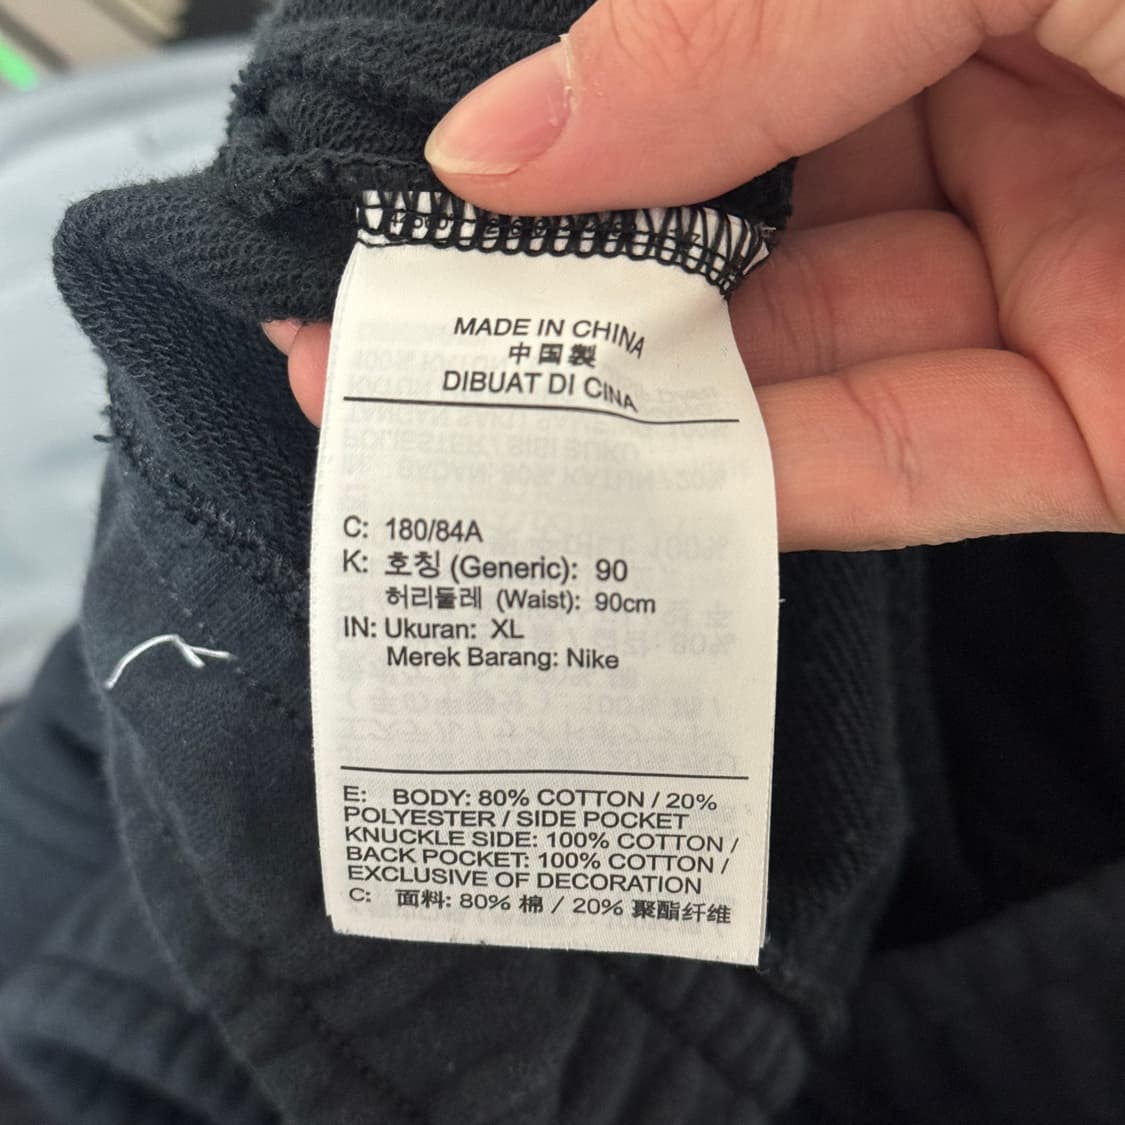 MADE IN CHINA
中国製
DIBUAT DI CINA
C: 180/84A
K: 호칭 (Generic): 90
허리둘레 (Waist): 90cm
IN: Ukuran: XL
Merek Barang: Nike
E: BODY: 80% COTTON / 20%
POLYESTER / SIDE POCKET
KNUCKLE SIDE: 100% COTTON /
BACK POCKET: 100% COTTON /
EXCLUSIVE OF DECORATION
C: 面料: 80% 棉 / 20% 聚酯纤维